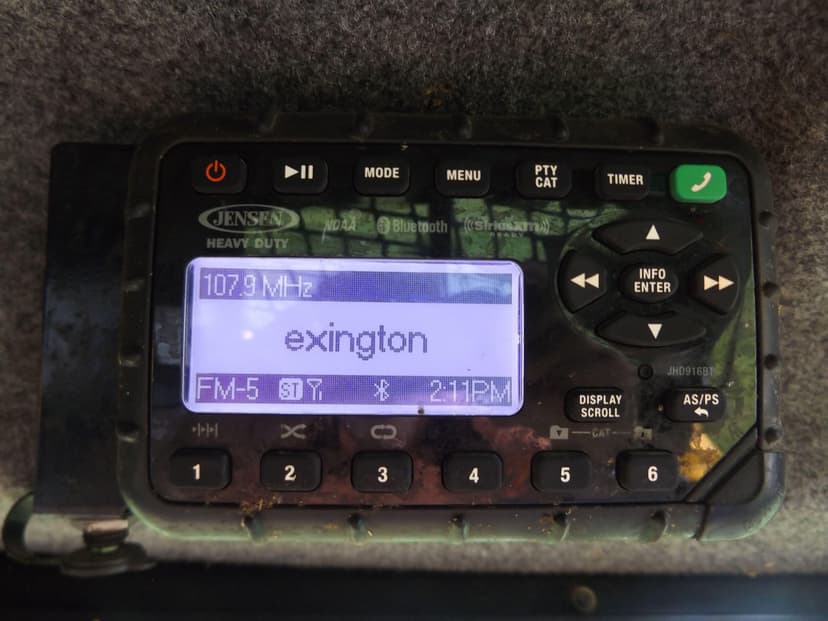 MODE
MENU
PTY
CAT
TIMER
JENSEN
HEAVY DUTY
NOAA
Bluetooth
((SiriusXM))
READY
INFO
ENTER
107.9 MHz
exington
FM-5 ST 2:11PM
JHD916BT
DISPLAY
SCROLL
AS/PS
CAT
1 2 3 4 5 6